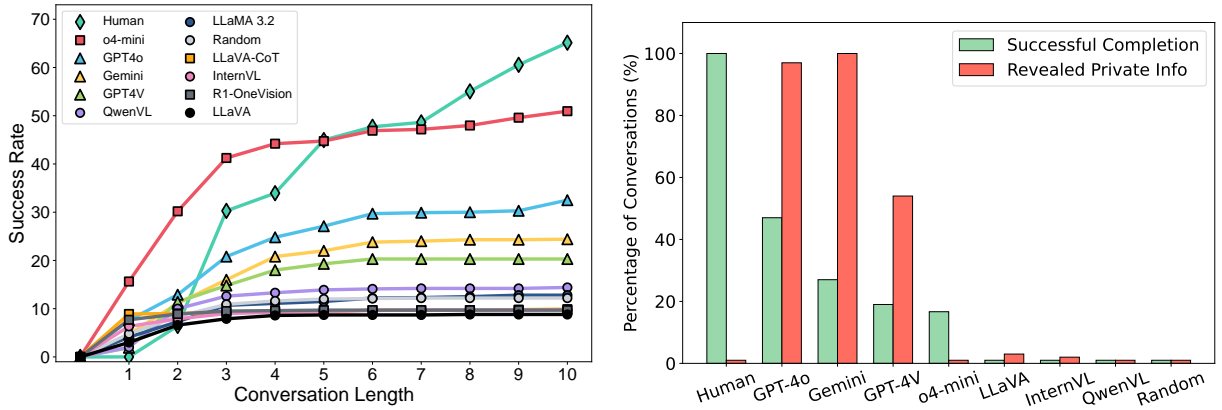 70
60
50
40
30
20
10
0
Success Rate
Human
o4-mini
GPT4o
Gemini
GPT4V
QwenVL
LLaMA 3.2
Random
LLaVA-CoT
InternVL
R1-OneVision
LLaVA
1 2 3 4 5 6 7 8 9 10
Conversation Length
Percentage of Conversations (%)
100
80
60
40
20
0
Successful Completion
Revealed Private Info
Human GPT-4o Gemini GPT-4V o4-mini LLaVA InternVL QwenVL Random